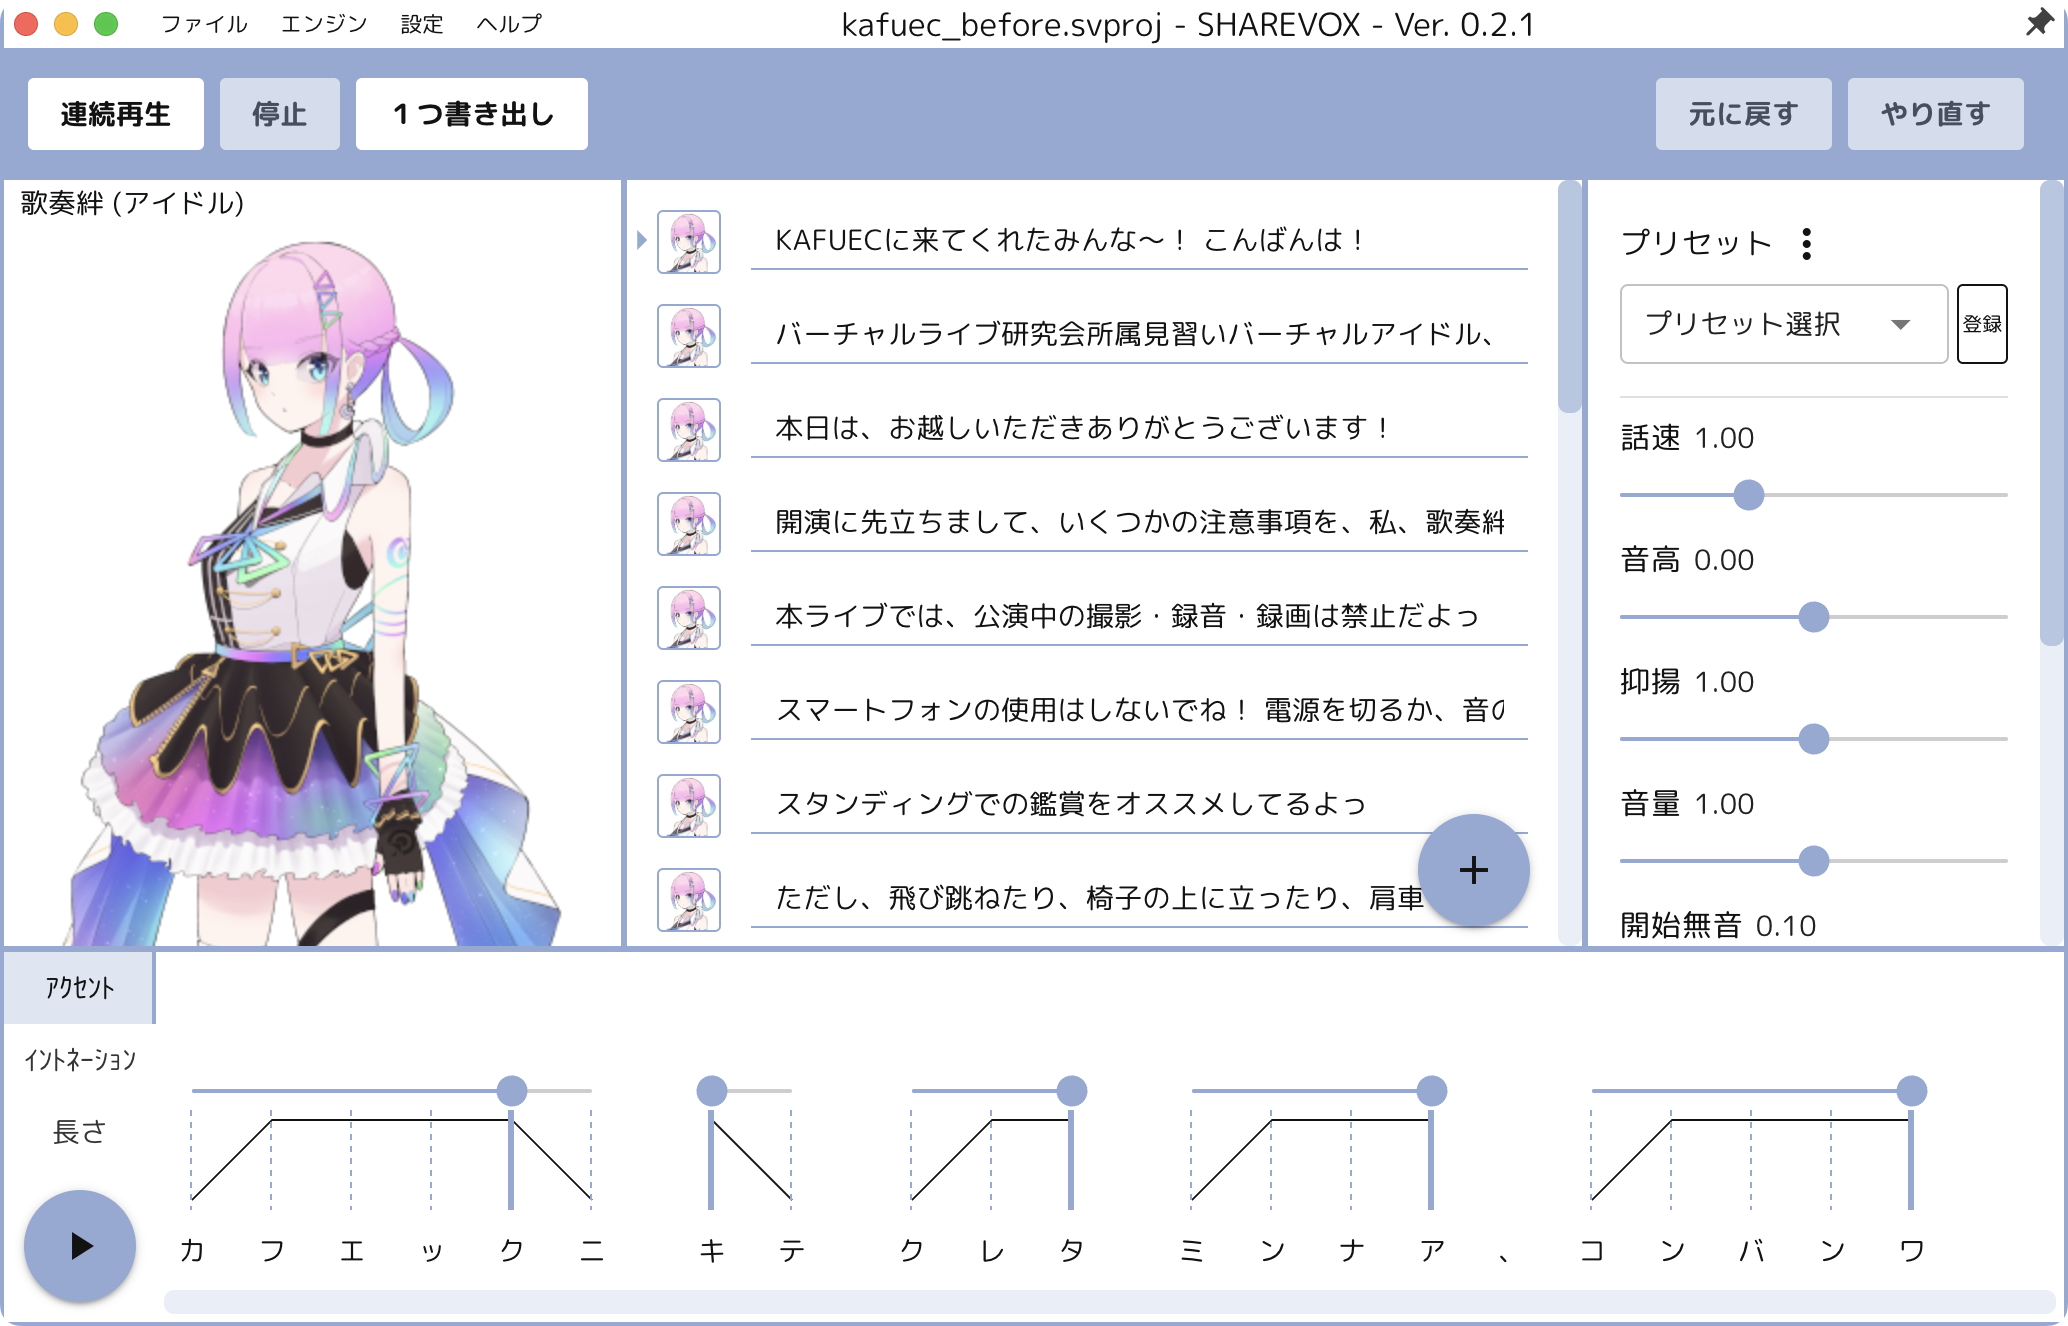 ファイル エンジン 設定 ヘルプ kafuec_before.svproj - SHAREVOX - Ver. 0.2.1
連続再生 停止 １つ書き出し 元に戻す やり直す
歌奏絆 (アイドル)
KAFUECに来てくれたみんな〜！ こんばんは！
バーチャルライブ研究会所属見習いバーチャルアイドル、
本日は、お越しいただきありがとうございます！
開演に先立ちまして、いくつかの注意事項を、私、歌奏絆
本ライブでは、公演中の撮影・録音・録画は禁止だよっ
スマートフォンの使用はしないでね！ 電源を切るか、音の
スタンディングでの鑑賞をオススメしてるよっ
ただし、飛び跳ねたり、椅子の上に立ったり、肩車
プリセット
プリセット選択 登録
話速 1.00
音高 0.00
抑揚 1.00
音量 1.00
開始無音 0.10
ｱｸｾﾝﾄ
ｲﾝﾄﾈｰｼｮﾝ
長さ
カ フ エ ッ ク ニ キ テ ク レ タ ミ ン ナ ア 、 コ ン バ ン ワ